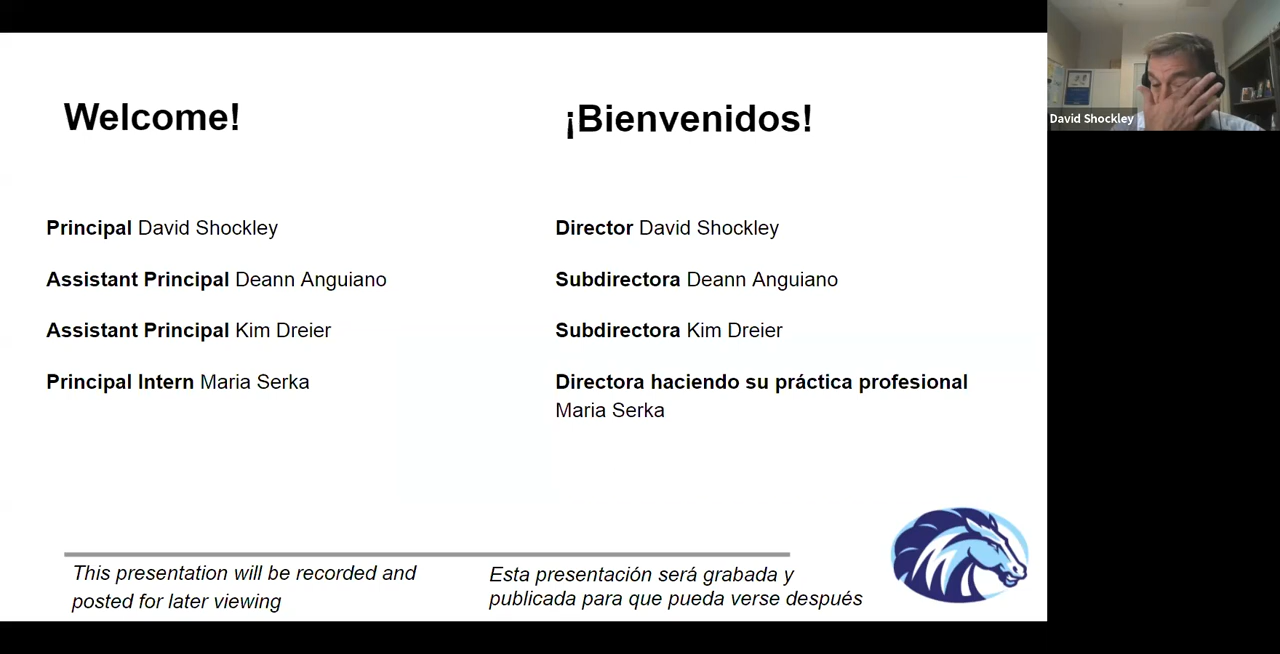 Welcome!
¡Bienvenidos!
Principal David Shockley
Assistant Principal Deann Anguiano
Assistant Principal Kim Dreier
Principal Intern Maria Serka
Director David Shockley
Subdirectora Deann Anguiano
Subdirectora Kim Dreier
Directora haciendo su práctica profesional
Maria Serka
This presentation will be recorded and
posted for later viewing
Esta presentación será grabada y
publicada para que pueda verse después
David Shockley